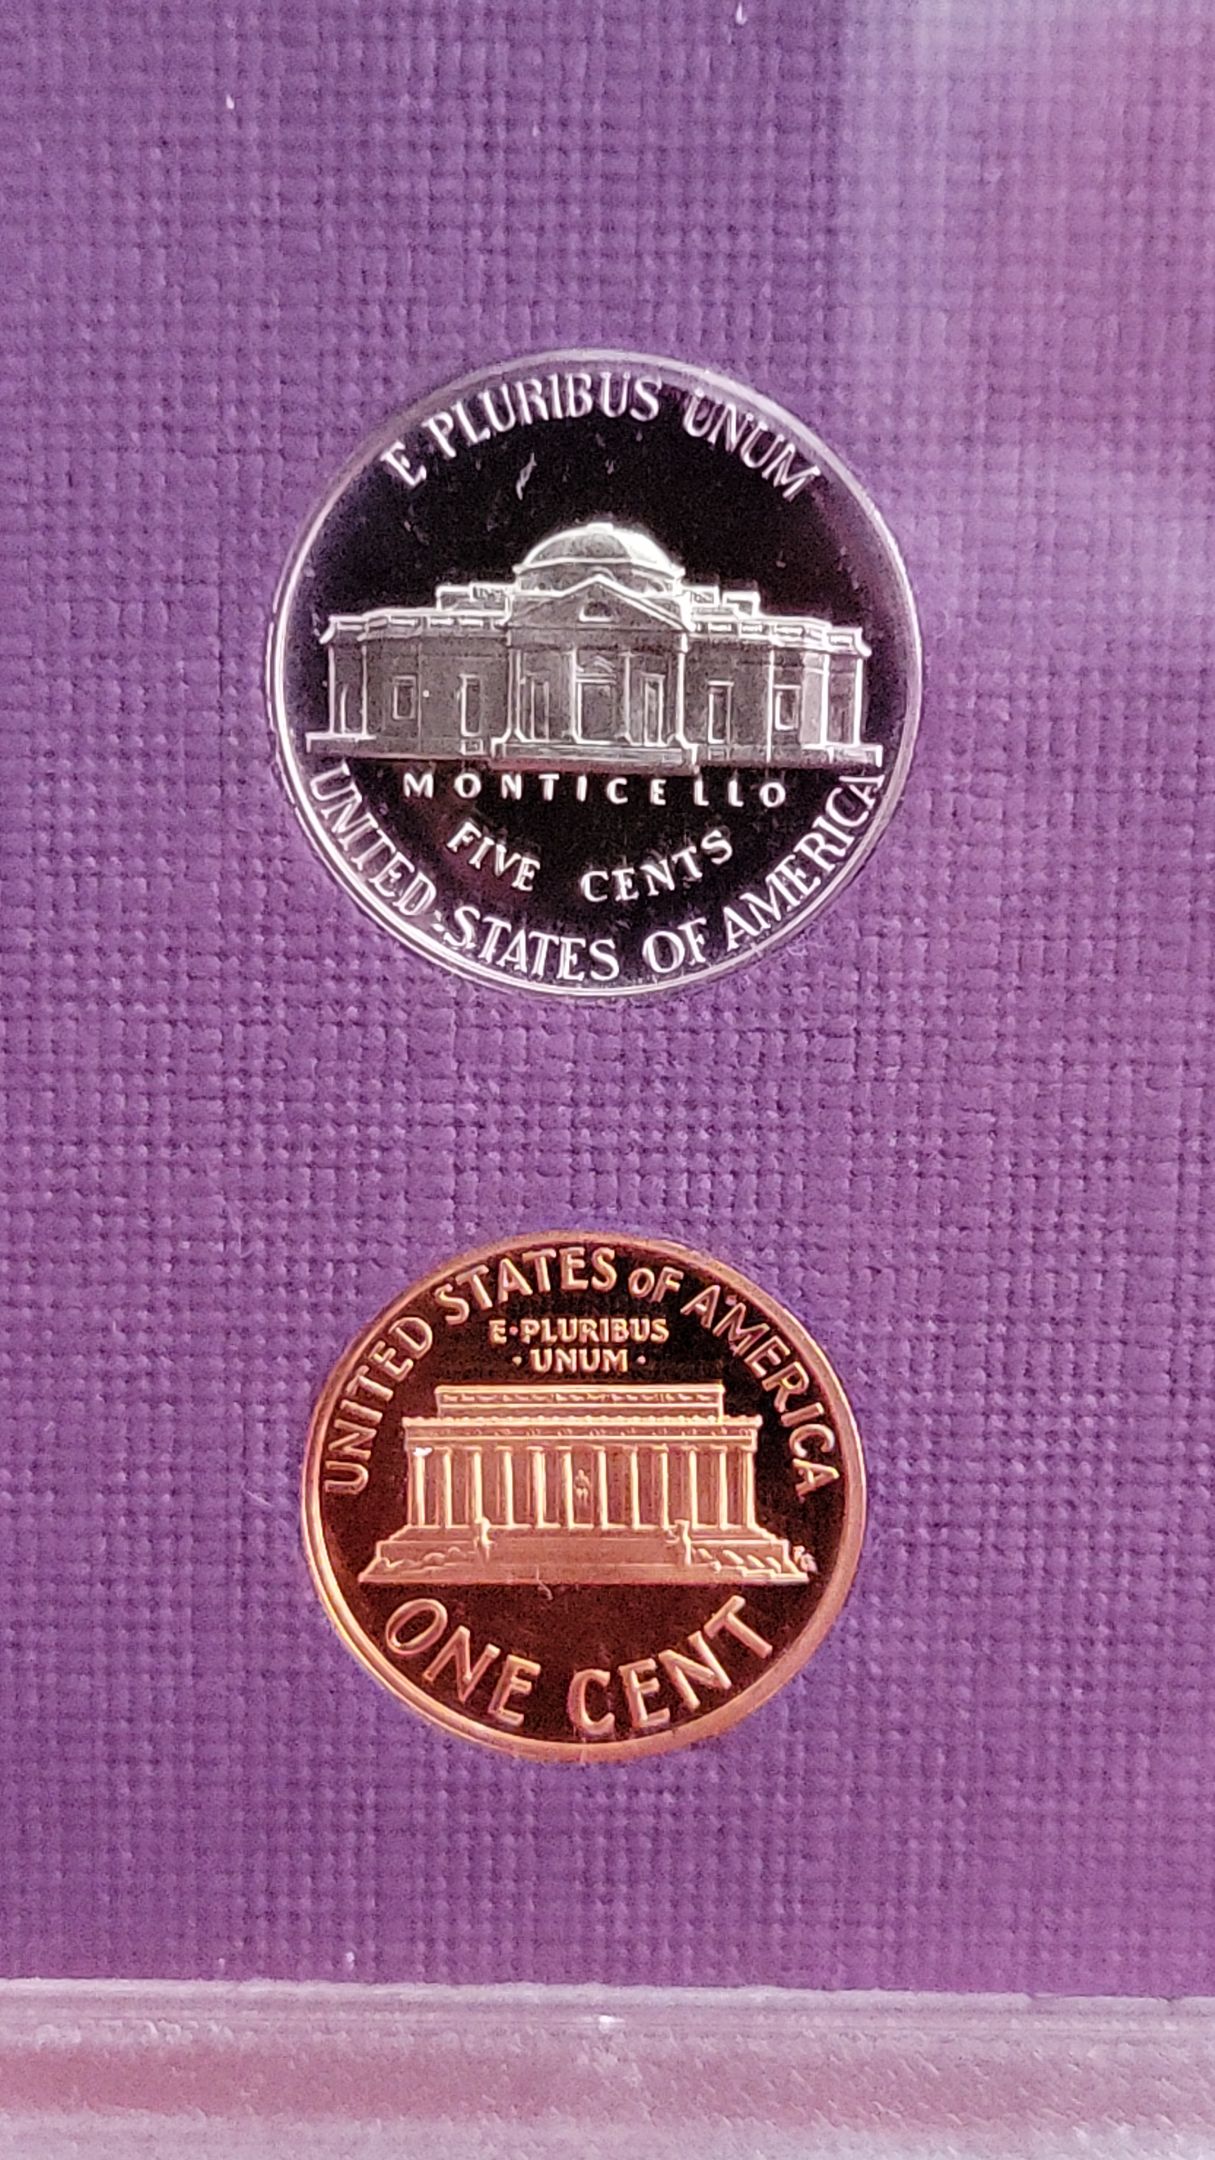 E PLURIBUS UNUM
MONTICELLO
FIVE CENTS
UNITED STATES OF AMERICA
UNITED STATES OF AMERICA
E·PLURIBUS
·UNUM·
ONE CENT